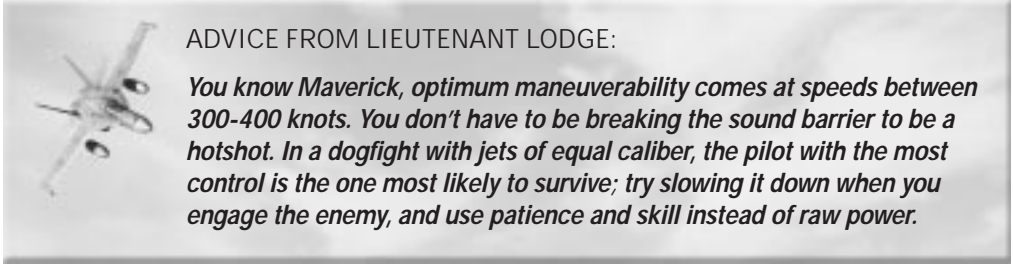 ADVICE FROM LIEUTENANT LODGE:
You know Maverick, optimum maneuverability comes at speeds between
300-400 knots. You don't have to be breaking the sound barrier to be a
hotshot. In a dogfight with jets of equal caliber, the pilot with the most
control is the one most likely to survive; try slowing it down when you
engage the enemy, and use patience and skill instead of raw power.